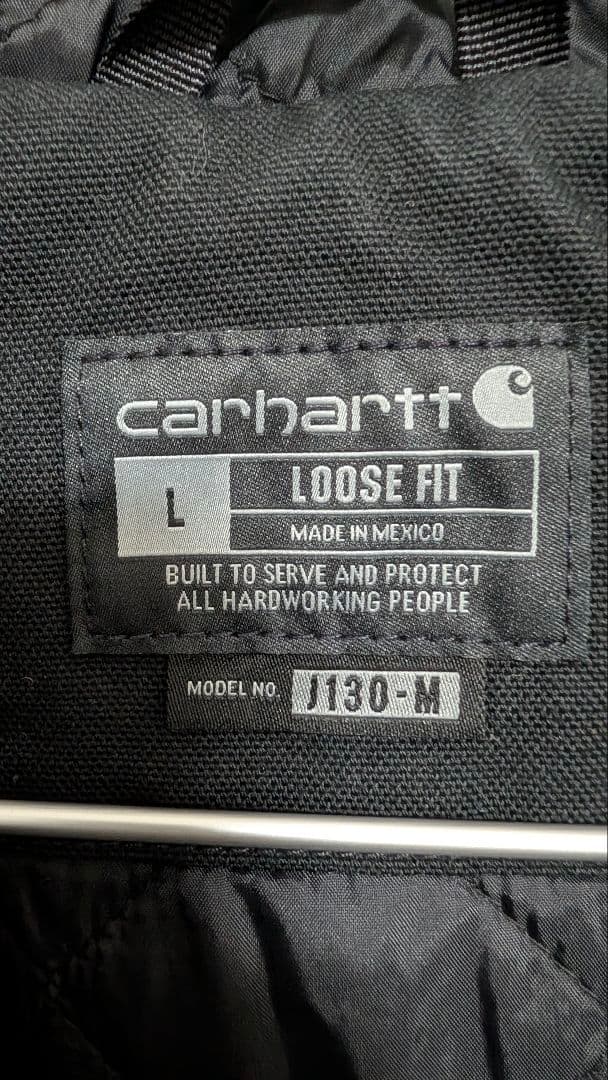 carhartt
L
LOOSE FIT
MADE IN MEXICO
BUILT TO SERVE AND PROTECT
ALL HARDWORKING PEOPLE
MODEL NO. J130-M